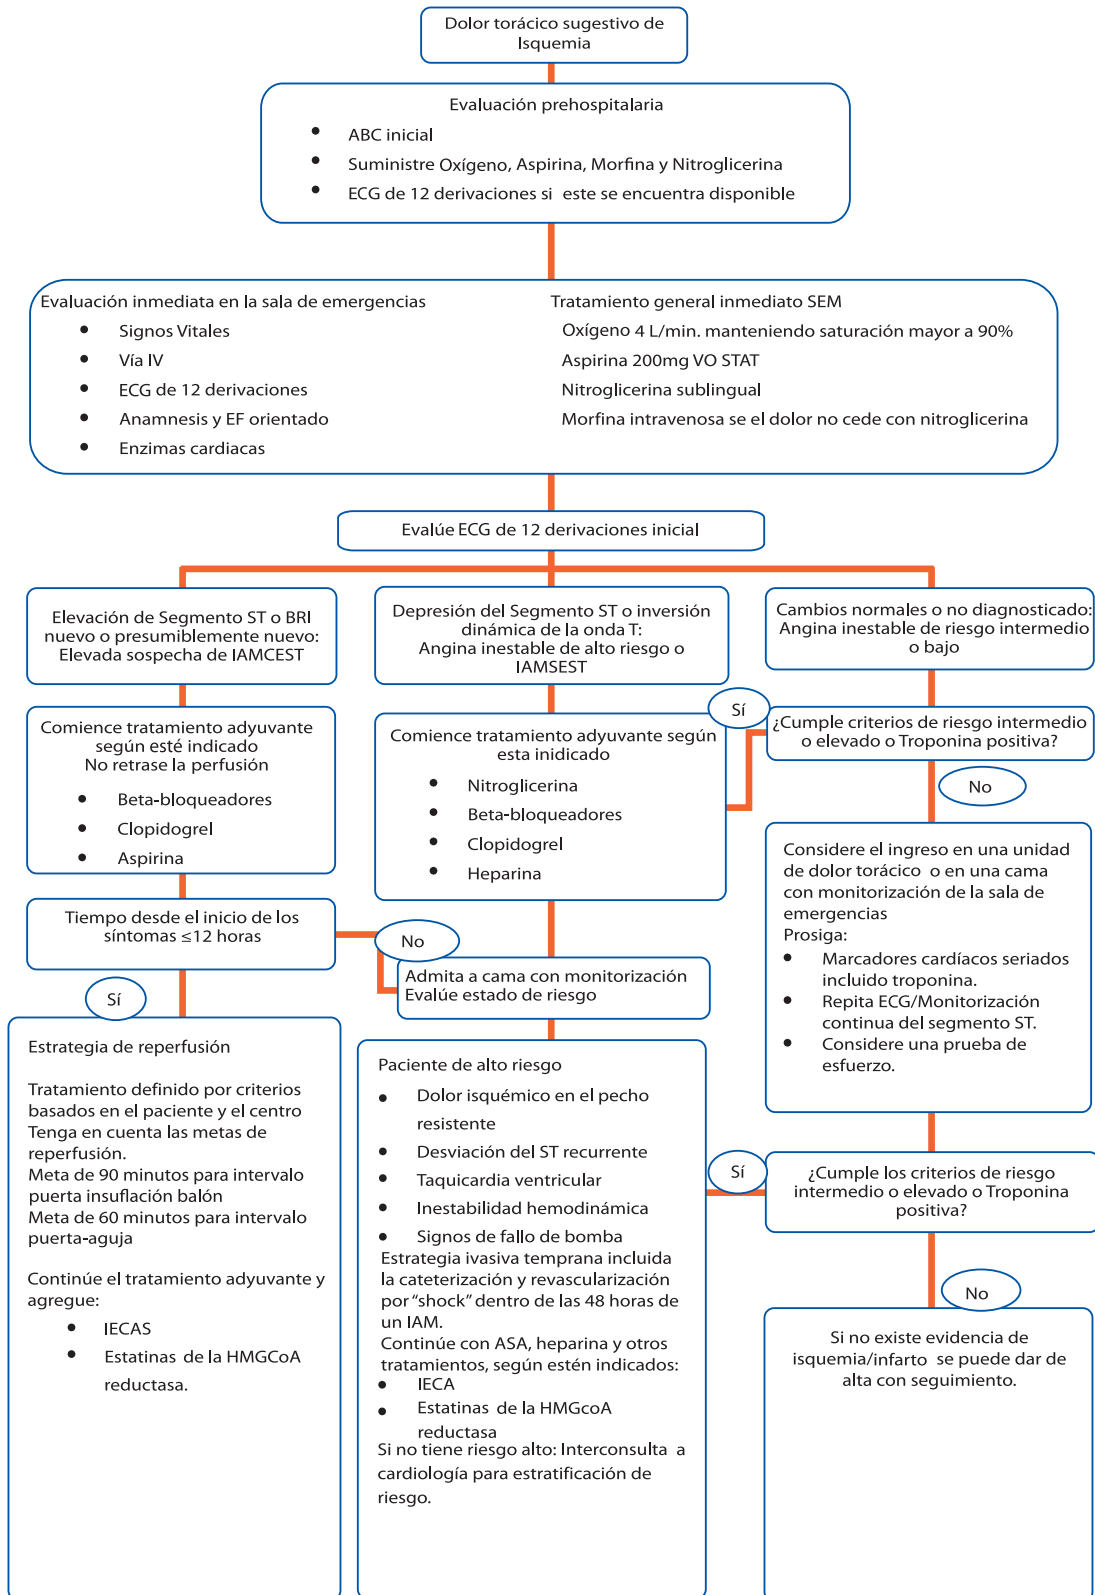 Dolor torácico sugestivo de
Isquemia
Evaluación prehospitalaria
• ABC inicial
• Suministre Oxígeno, Aspirina, Morfina y Nitroglicerina
• ECG de 12 derivaciones si este se encuentra disponible
Evaluación inmediata en la sala de emergencias
• Signos Vitales
• Vía IV
• ECG de 12 derivaciones
• Anamnesis y EF orientado
• Enzimas cardiacas
Tratamiento general inmediato SEM
Oxígeno 4 L/min. manteniendo saturación mayor a 90%
Aspirina 200mg VO STAT
Nitroglicerina sublingual
Morfina intravenosa se el dolor no cede con nitroglicerina
Evalúe ECG de 12 derivaciones inicial
Elevación de Segmento ST o BRI
nuevo o presumiblemente nuevo:
Elevada sospecha de IAMCEST
Depresión del Segmento ST o inversión
dinámica de la onda T:
Angina inestable de alto riesgo o
IAMSEST
Cambios normales o no diagnosticado:
Angina inestable de riesgo intermedio
o bajo
Comience tratamiento adyuvante
según esté indicado
No retrase la perfusión
• Beta-bloqueadores
• Clopidogrel
• Aspirina
Comience tratamiento adyuvante según
esta inidicado
• Nitroglicerina
• Beta-bloqueadores
• Clopidogrel
• Heparina
Sí
¿Cumple criterios de riesgo intermedio
o elevado o Troponina positiva?
No
Considere el ingreso en una unidad
de dolor torácico o en una cama
con monitorización de la sala de
emergencias
Prosiga:
• Marcadores cardíacos seriados
incluido troponina.
• Repita ECG/Monitorización
continua del segmento ST.
• Considere una prueba de
esfuerzo.
Tiempo desde el inicio de los
síntomas ≤12 horas
No
Admita a cama con monitorización
Evalúe estado de riesgo
Sí
Estrategia de reperfusión
Tratamiento definido por criterios
basados en el paciente y el centro
Tenga en cuenta las metas de
reperfusión.
Meta de 90 minutos para intervalo
puerta insuflación balón
Meta de 60 minutos para intervalo
puerta-aguja
Continúe el tratamiento adyuvante y
agregue:
• IECAS
• Estatinas de la HMGCoA
reductasa.
Paciente de alto riesgo
• Dolor isquémico en el pecho
resistente
• Desviación del ST recurrente
• Taquicardia ventricular
• Inestabilidad hemodinámica
• Signos de fallo de bomba
Estrategia ivasiva temprana incluida
la cateterización y revascularización
por “shock” dentro de las 48 horas de
un IAM.
Continúe con ASA, heparina y otros
tratamientos, según estén indicados:
• IECA
• Estatinas de la HMGcoA
reductasa
Si no tiene riesgo alto: Interconsulta a
cardiología para estratificación de
riesgo.
Sí
¿Cumple los criterios de riesgo
intermedio o elevado o Troponina
positiva?
No
Si no existe evidencia de
isquemia/infarto se puede dar de
alta con seguimiento.